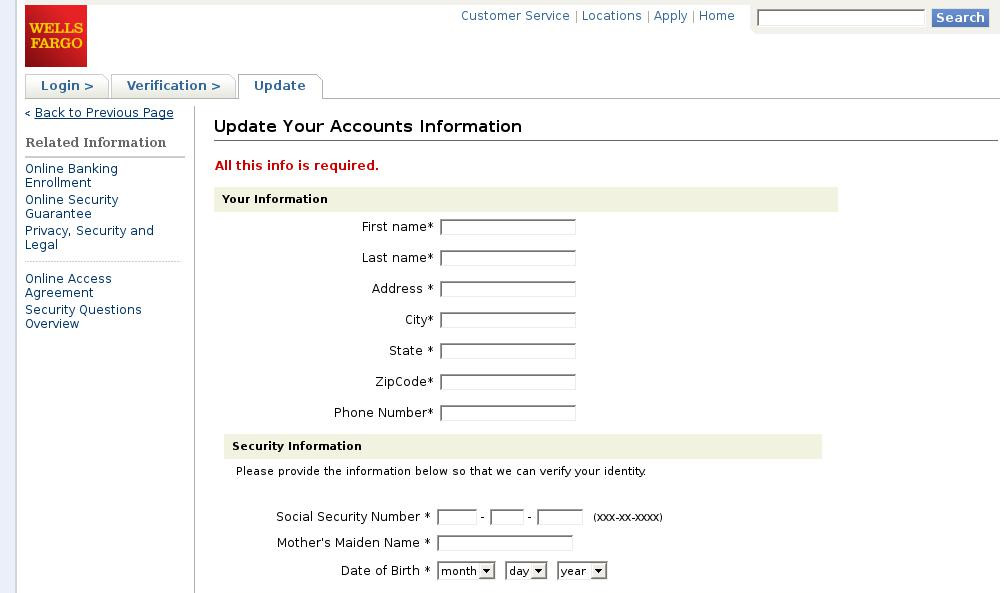 WELLS
FARGO
Customer Service | Locations | Apply | Home
Search
Login >
Verification >
Update
< Back to Previous Page
Related Information
Online Banking
Enrollment
Online Security
Guarantee
Privacy, Security and
Legal
Online Access
Agreement
Security Questions
Overview
Update Your Accounts Information
All this info is required.
Your Information
First name*
Last name*
Address *
City*
State *
ZipCode*
Phone Number*
Security Information
Please provide the information below so that we can verify your identity.
Social Security Number * - - (xxx-xx-xxxx)
Mother's Maiden Name *
Date of Birth * month day year